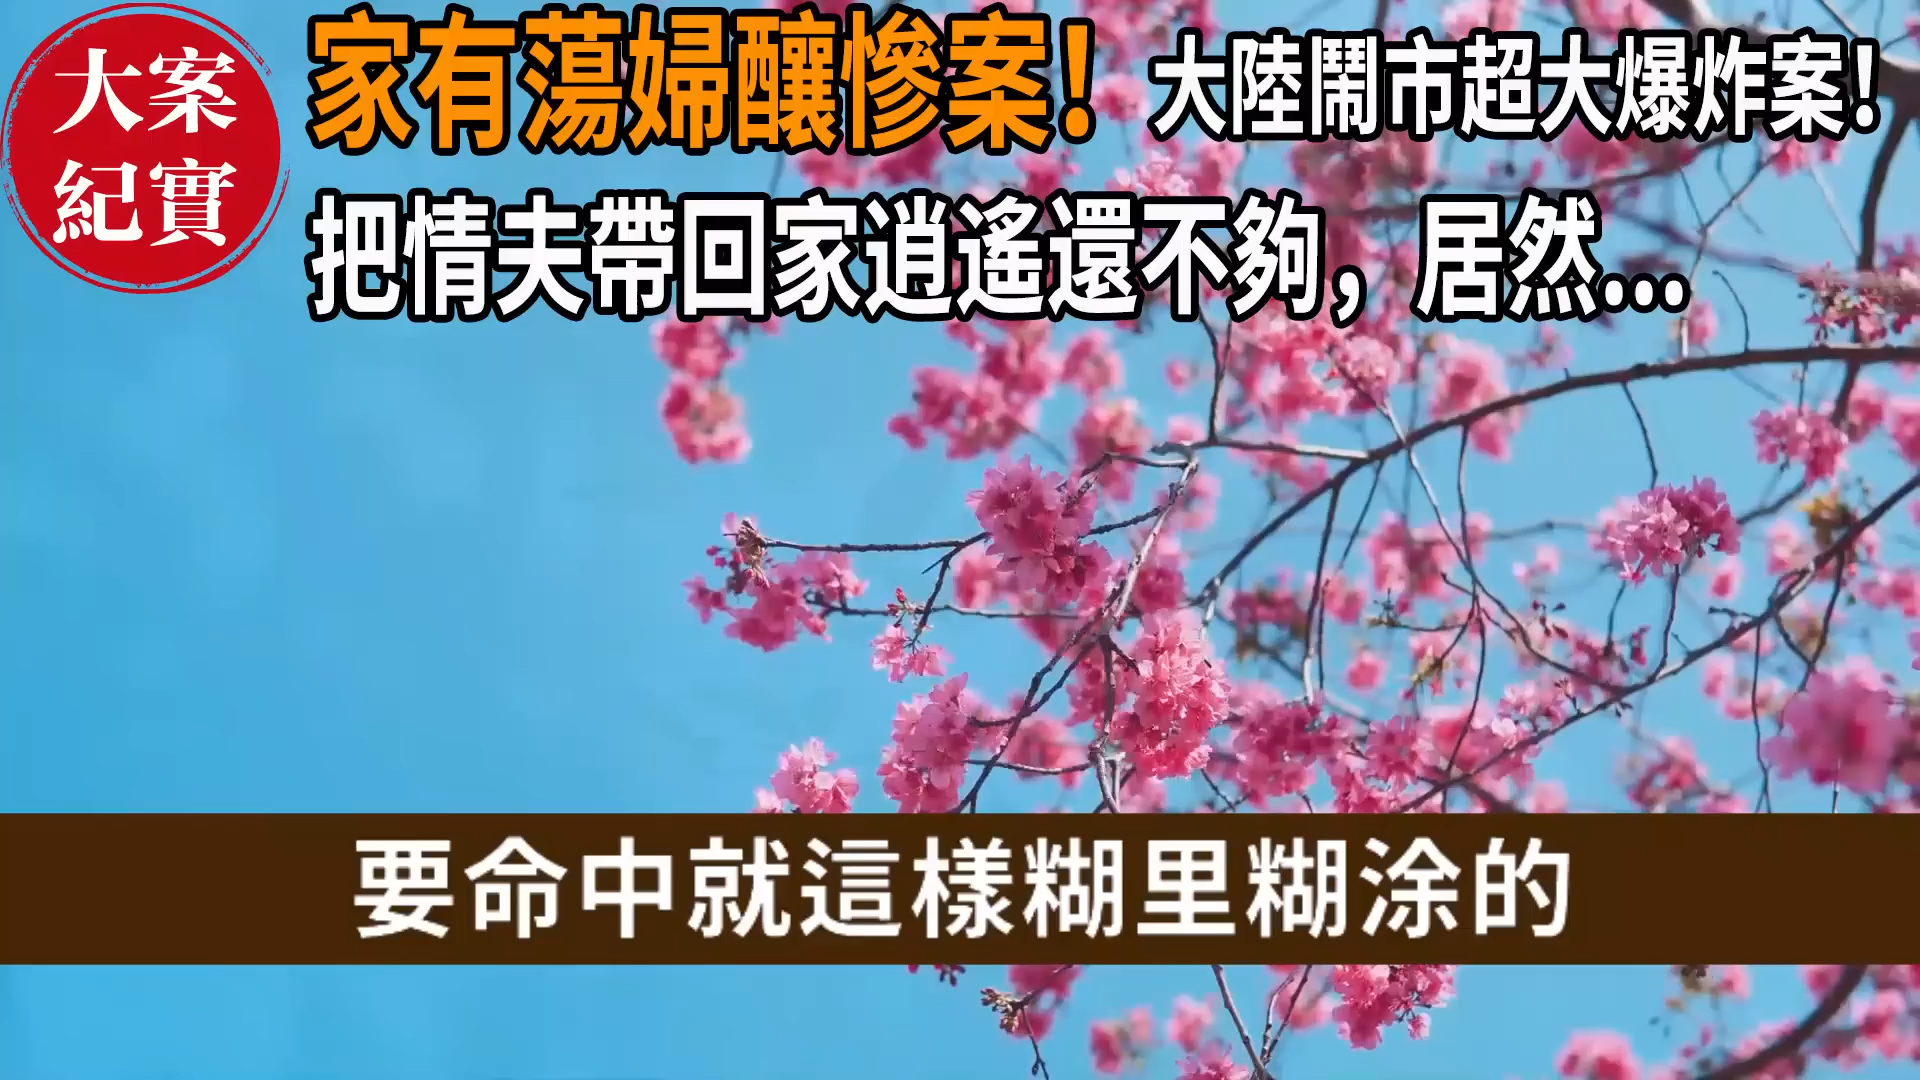 大案
紀實
家有蕩婦釀慘案！大陸鬧市超大爆炸案！
把情夫帶回家逍遙還不夠，居然...
要命中就這樣糊里糊涂的